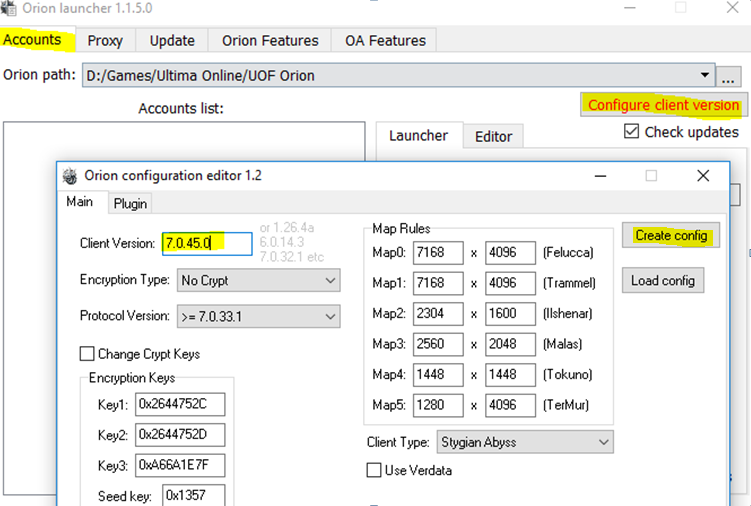 Orion launcher 1.1.5.0
Accounts Proxy Update Orion Features OA Features
Orion path: D:/Games/Ultima Online/UOF Orion ...
Configure client version
Accounts list:
Launcher Editor Check updates
Orion configuration editor 1.2
Main Plugin
Client Version: 7.0.45.0
or 1.26.4a
6.0.14.3
7.0.32.1 etc
Encryption Type: No Crypt
Protocol Version: >= 7.0.33.1
Change Crypt Keys
Encryption Keys
Key1: 0x2644752C
Key2: 0x2644752D
Key3: 0xA66A1E7F
Seed key: 0x1357
Map Rules
Map0: 7168 x 4096 (Felucca)
Map1: 7168 x 4096 (Trammel)
Map2: 2304 x 1600 (Ilshenar)
Map3: 2560 x 2048 (Malas)
Map4: 1448 x 1448 (Tokuno)
Map5: 1280 x 4096 (TerMur)
Client Type: Stygian Abyss
Use Verdata
Create config
Load config